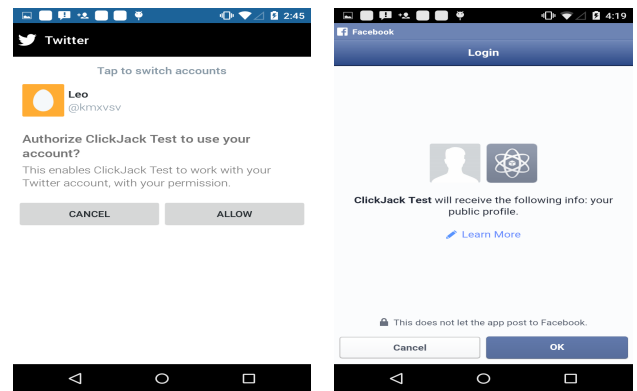 2:45
Twitter
Tap to switch accounts
Leo
@kmxvsv
Authorize ClickJack Test to use your
account?
This enables ClickJack Test to work with your
Twitter account, with your permission.
CANCEL
ALLOW
4:19
Facebook
Login
ClickJack Test will receive the following info: your
public profile.
Learn More
This does not let the app post to Facebook.
Cancel
OK